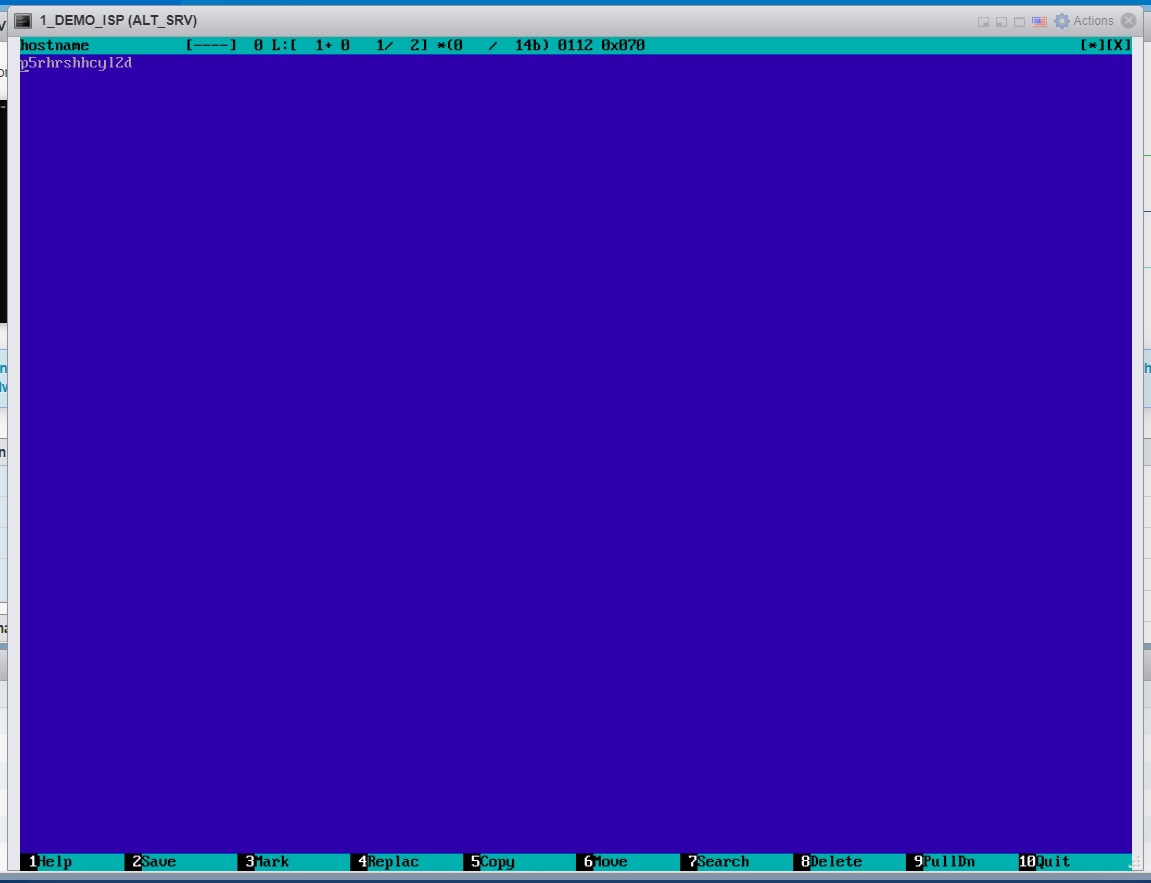 1_DEMO_ISP (ALT_SRV)
Actions
hostname [----] 0 L:[ 1+ 0 1/ 2] *(0 / 14b) 0112 0x070 [*][X]
p5rhrshhcyl2d
1Help 2Save 3Mark 4Replac 5Copy 6Move 7Search 8Delete 9PullDn 10Quit